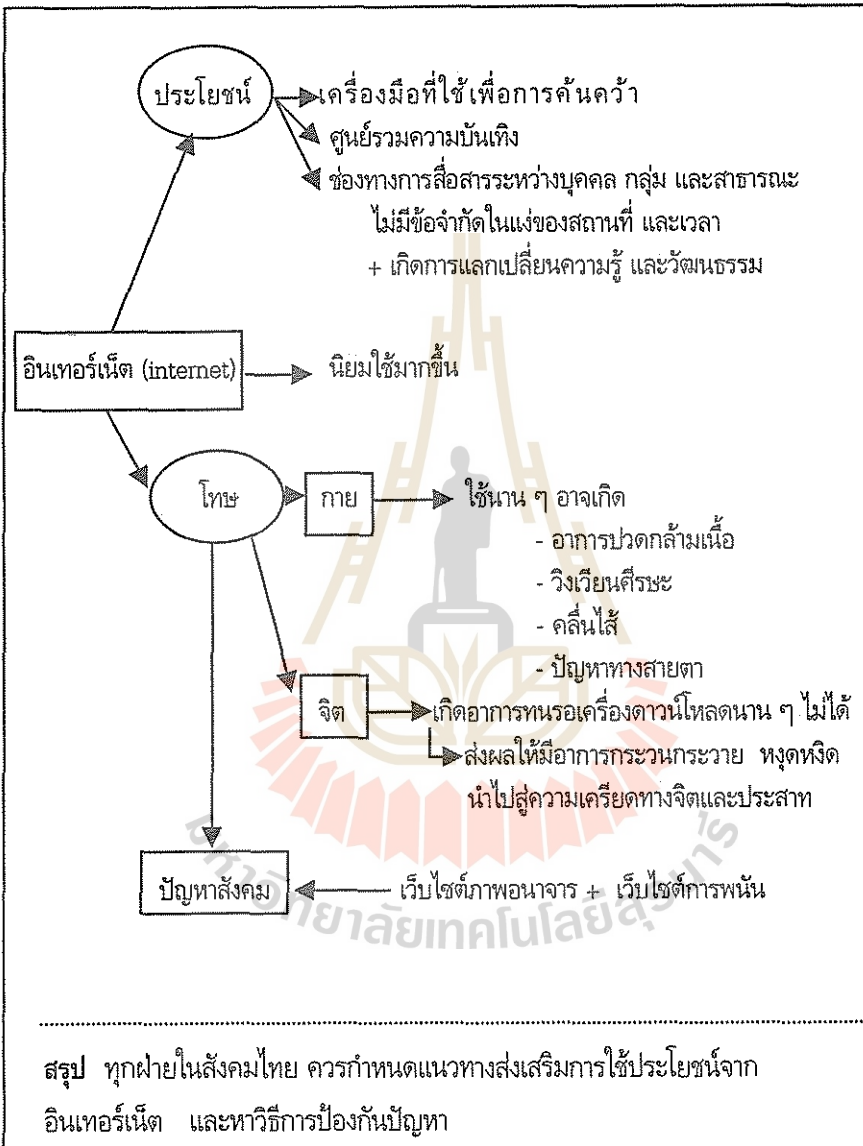 ประโยชน์
เครื่องมือที่ใช้เพื่อการค้นคว้า
ศูนย์รวมความบันเทิง
ช่องทางการสื่อสารระหว่างบุคคล กลุ่ม และสาธารณะ
ไม่มีข้อจำกัดในแง่ของสถานที่ และเวลา
+ เกิดการแลกเปลี่ยนความรู้ และวัฒนธรรม
อินเทอร์เน็ต (internet)
นิยมใช้มากขึ้น
โทษ
กาย
ใช้นาน ๆ อาจเกิด
- อาการปวดกล้ามเนื้อ
- วิงเวียนศีรษะ
- คลื่นไส้
- ปัญหาทางสายตา
จิต
เกิดอาการทนรอเครื่องดาวน์โหลดนาน ๆ ไม่ได้
ส่งผลให้มีอาการกระวนกระวาย หงุดหงิด
นำไปสู่ความเครียดทางจิตและประสาท
ปัญหาสังคม
เว็บไซต์ภาพอนาจาร + เว็บไซต์การพนัน
มหาวิทยาลัยเทคโนโลยีสุรนารี
สรุป ทุกฝ่ายในสังคมไทย ควรกำหนดแนวทางส่งเสริมการใช้ประโยชน์จาก
อินเทอร์เน็ต และหาวิธีการป้องกันปัญหา